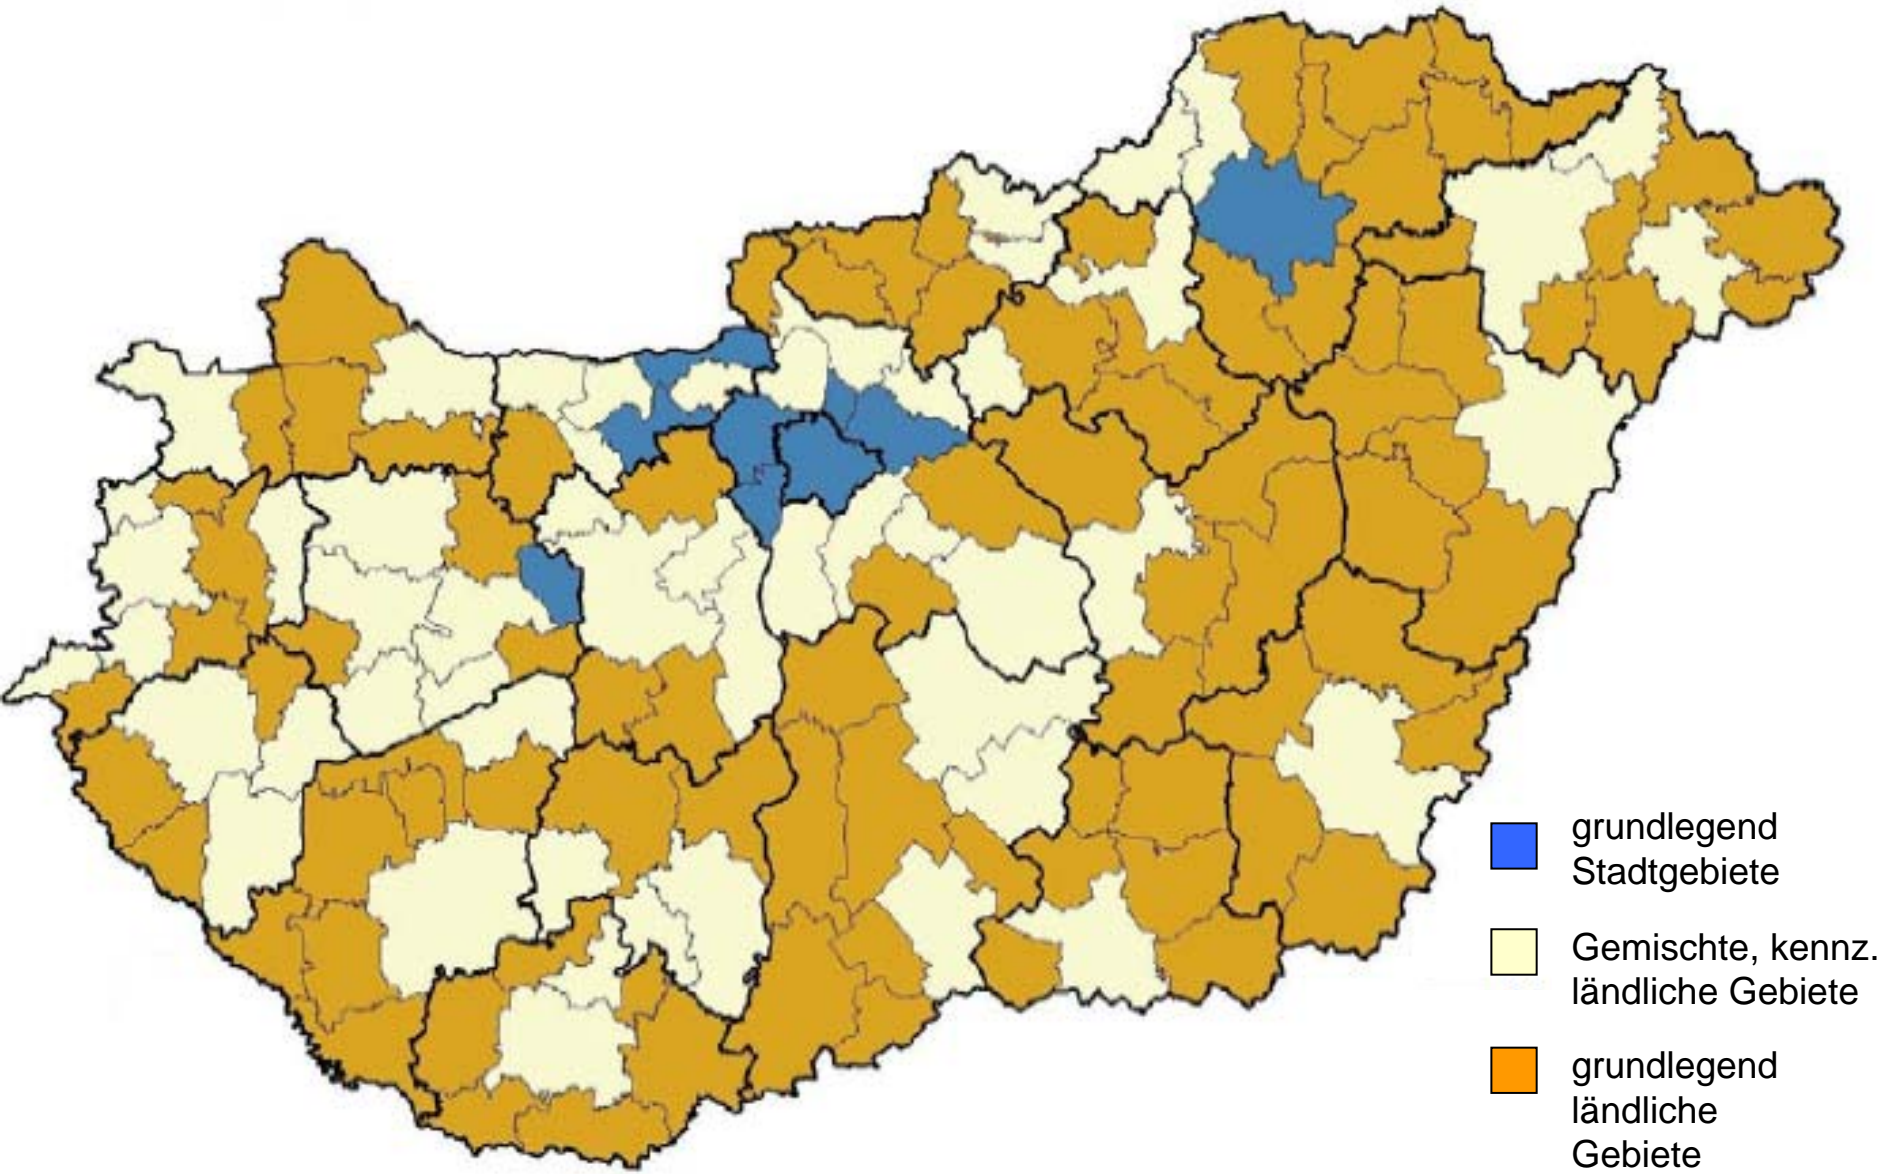 grundlegend
Stadtgebiete
Gemischte, kennz.
ländliche Gebiete
grundlegend
ländliche
Gebiete